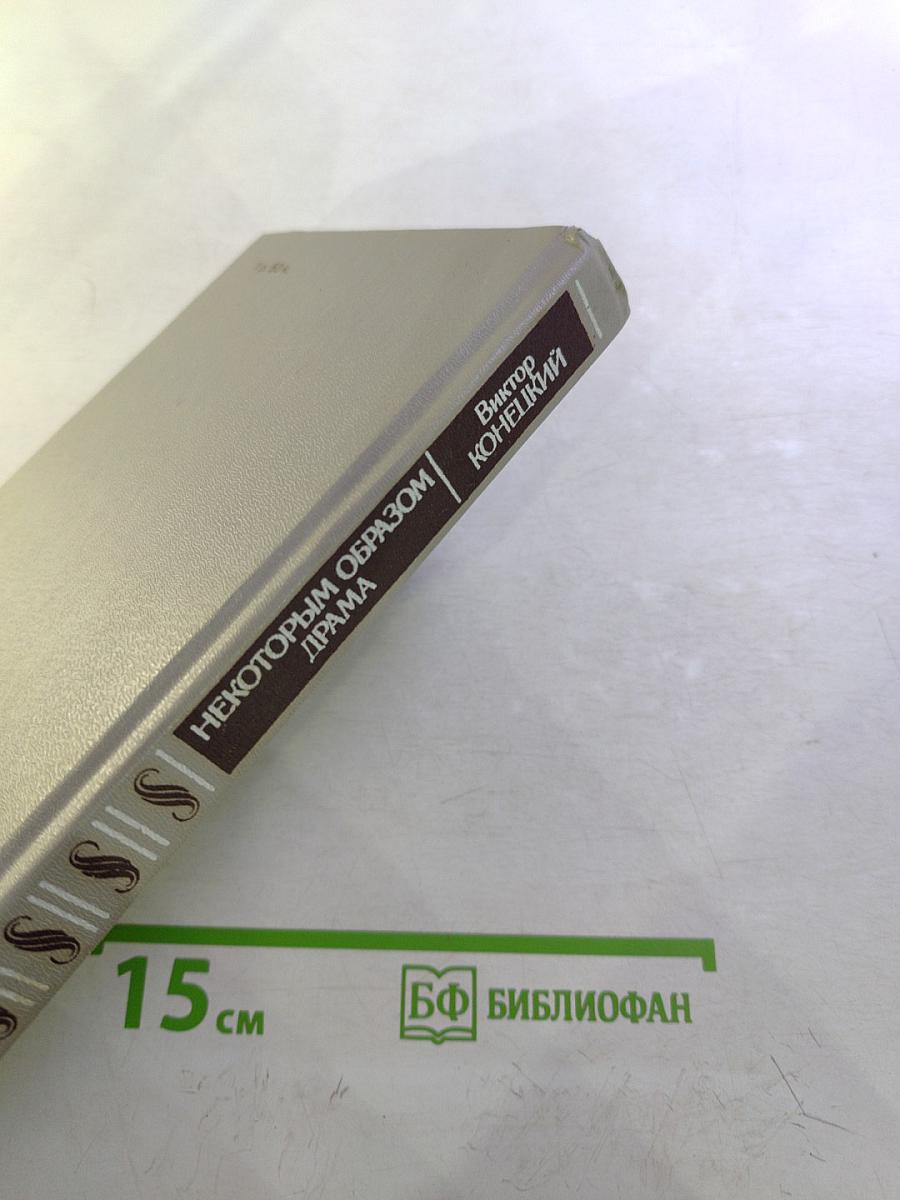 Виктор
КОНЕЦКИЙ
НЕКОТОРЫМ ОБРАЗОМ
ДРАМА
15 см
БФ БИБЛИОФАН